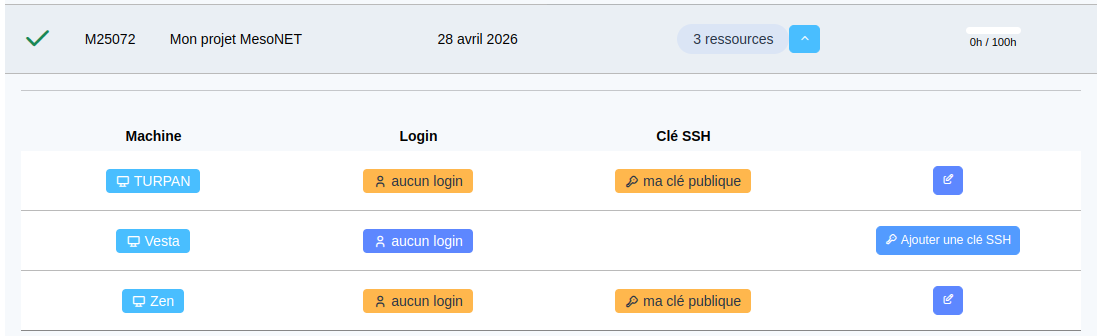 M25072 Mon projet MesoNET 28 avril 2026 3 ressources 0h / 100h
Machine Login Clé SSH
TURPAN aucun login ma clé publique
Vesta aucun login Ajouter une clé SSH
Zen aucun login ma clé publique